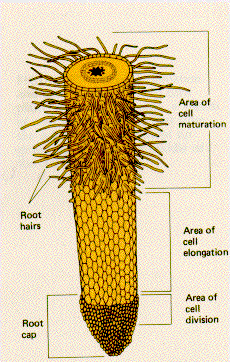 Area of
cell
maturation
Root
hairs
Area of
cell
elongation
Area of
cell
division
Root
cap